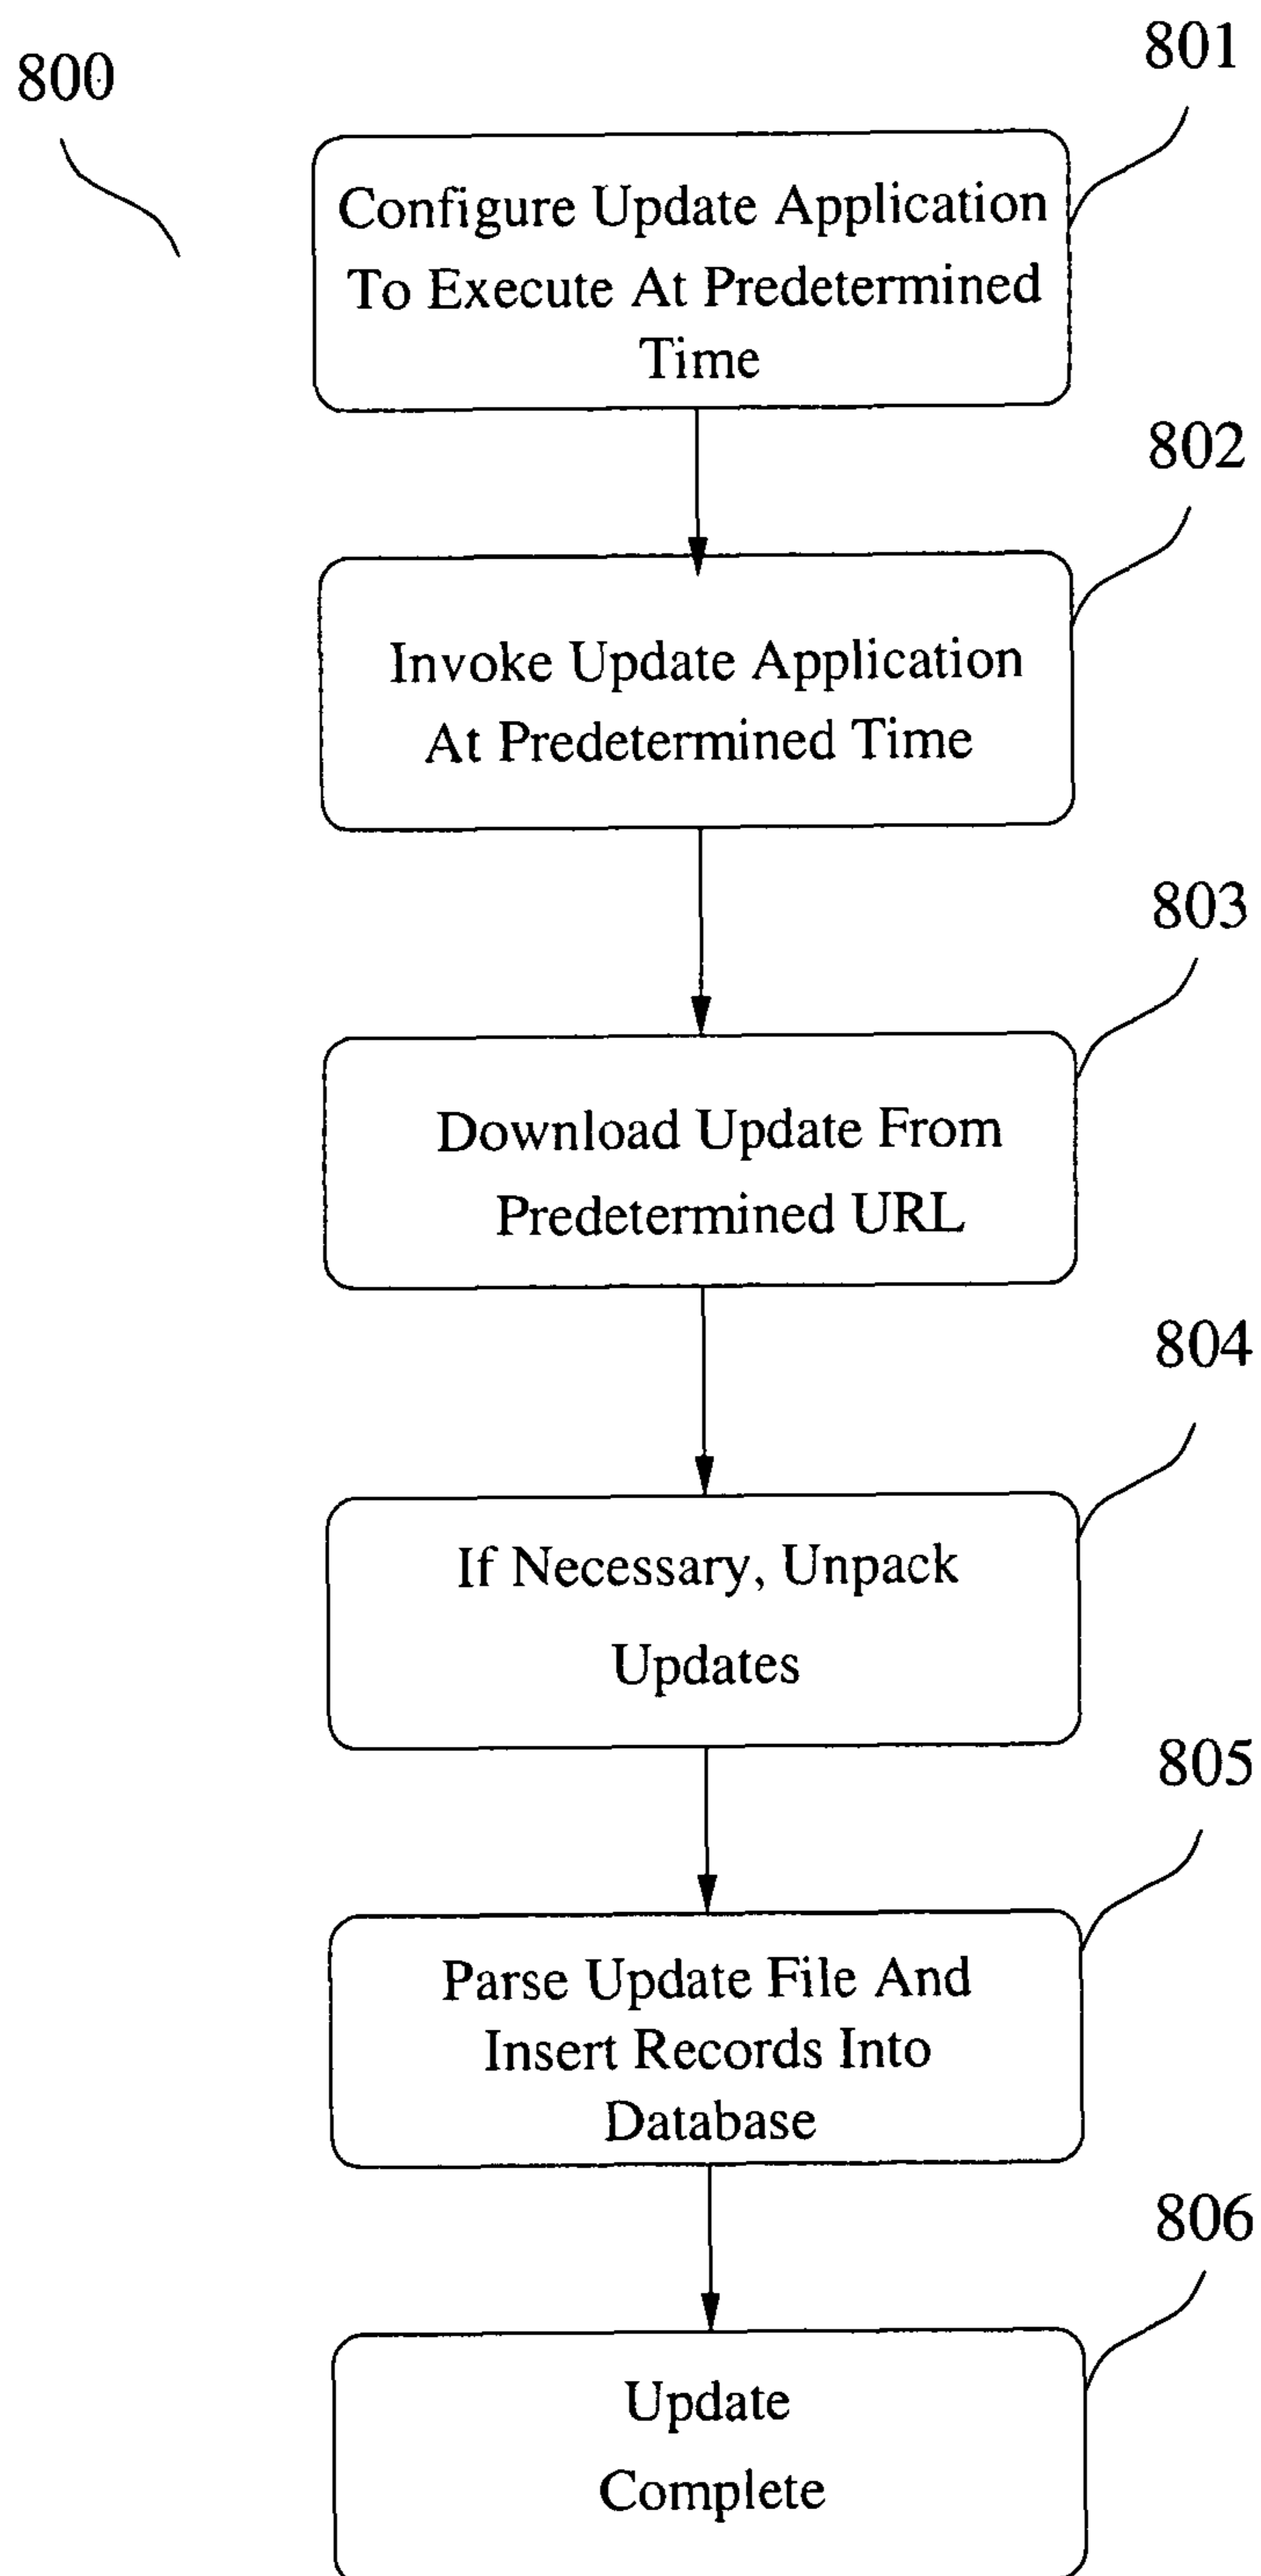 800
801
Configure Update Application
To Execute At Predetermined
Time
802
Invoke Update Application
At Predetermined Time
803
Download Update From
Predetermined URL
804
If Necessary, Unpack
Updates
805
Parse Update File And
Insert Records Into
Database
806
Update
Complete